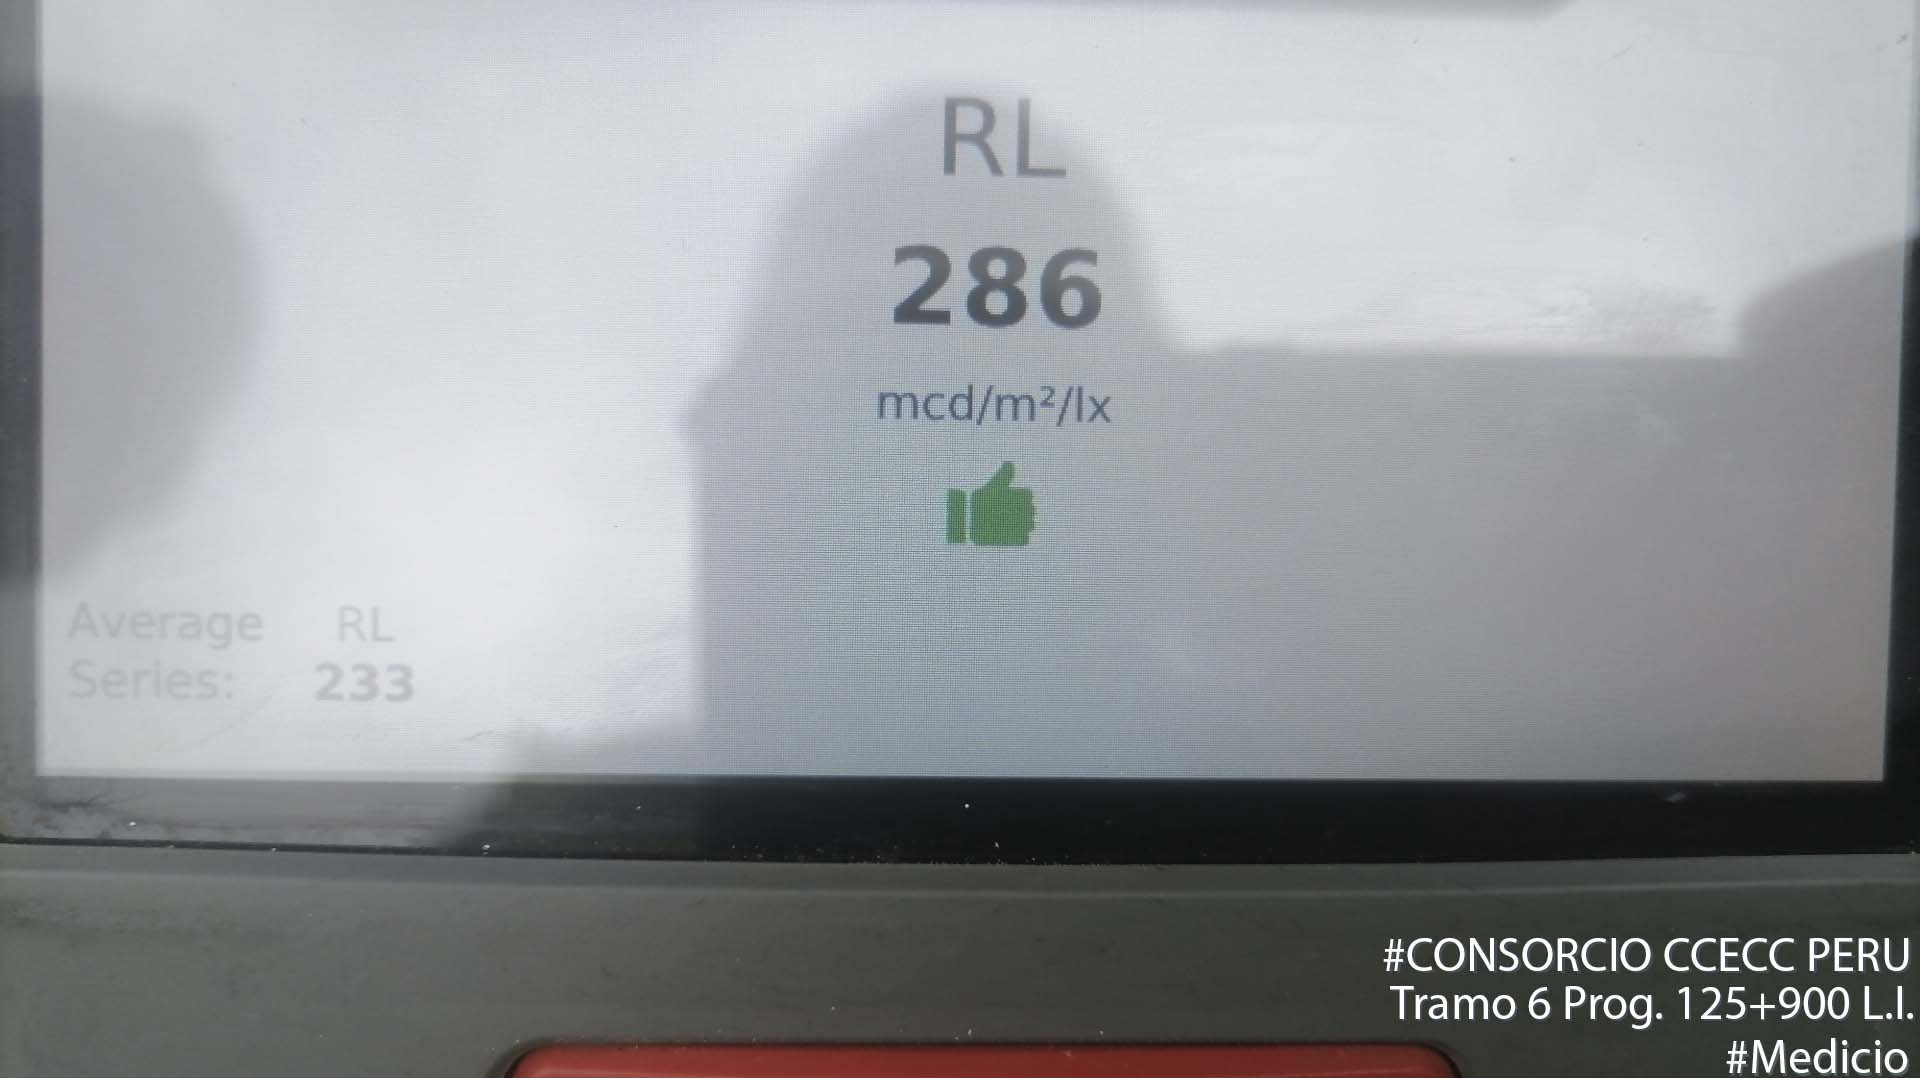 RL
286
mcd/m²/lx
Average RL
Series: 233
#CONSORCIO CCECC PERU
Tramo 6 Prog. 125+900 L.I.
#Medicio